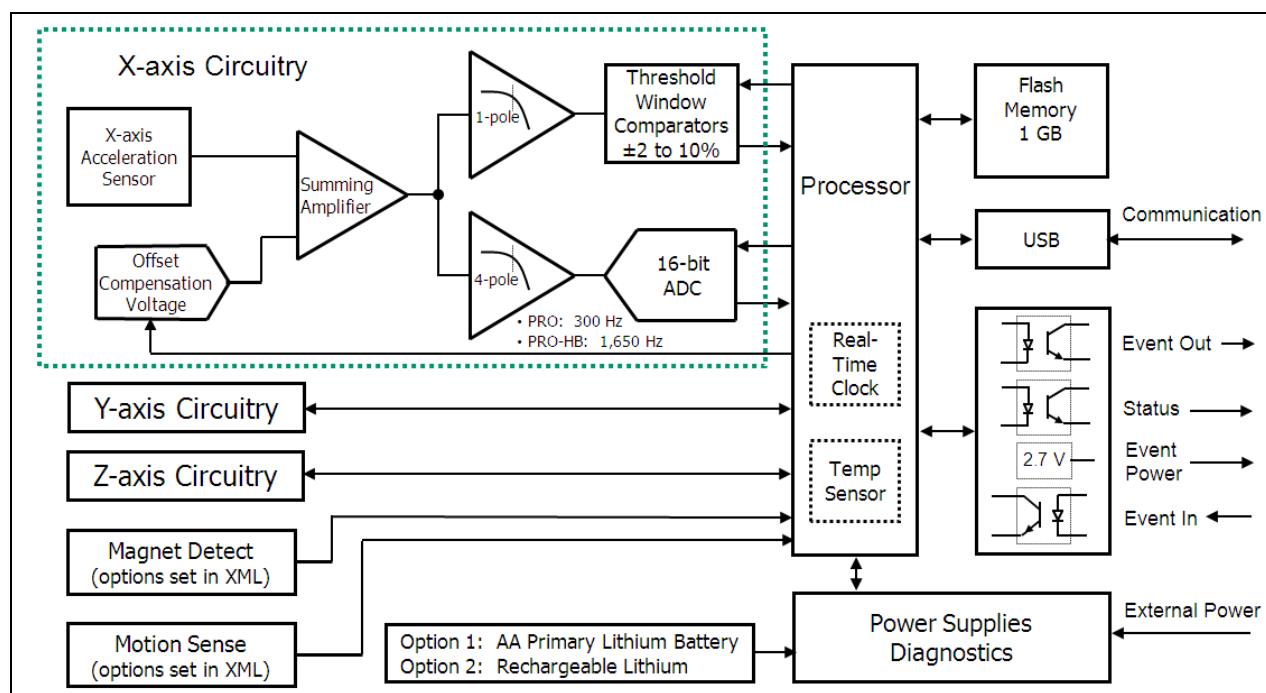 X-axis Circuitry
X-axis
Acceleration
Sensor
Offset
Compensation
Voltage
Summing
Amplifier
1-pole
4-pole
• PRO: 300 Hz
• PRO-HB: 1,650 Hz
Threshold
Window
Comparators
±2 to 10%
16-bit
ADC
Processor
Real-
Time
Clock
Temp
Sensor
Flash
Memory
1 GB
USB
Communication
Event Out
Status
2.7 V
Event
Power
Event In
Y-axis Circuitry
Z-axis Circuitry
Magnet Detect
(options set in XML)
Motion Sense
(options set in XML)
Option 1: AA Primary Lithium Battery
Option 2: Rechargeable Lithium
Power Supplies
Diagnostics
External Power